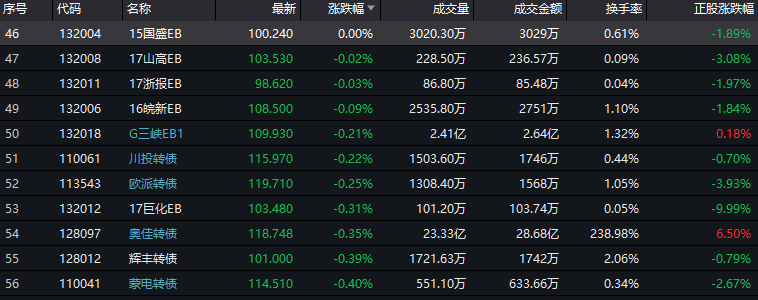 序号 代码 名称 最新 涨跌幅 成交量 成交金额 换手率 正股涨跌幅
46 132004 15国盛EB 100.240 0.00% 3020.30万 3029万 0.61% -1.89%
47 132008 17山高EB 103.530 -0.02% 228.50万 236.57万 0.09% -3.08%
48 132011 17浙报EB 98.620 -0.03% 86.80万 85.48万 0.04% -1.97%
49 132006 16皖新EB 108.500 -0.09% 2535.80万 2751万 1.10% -1.84%
50 132018 G三峡EB1 109.930 -0.21% 2.41亿 2.64亿 1.32% 0.18%
51 110061 川投转债 115.970 -0.22% 1503.60万 1746万 0.44% -0.70%
52 113543 欧派转债 119.710 -0.25% 1308.40万 1568万 1.05% -3.93%
53 132012 17巨化EB 103.480 -0.31% 101.20万 103.74万 0.05% -9.99%
54 128097 奥佳转债 118.748 -0.35% 23.33亿 28.68亿 238.98% 6.50%
55 128012 辉丰转债 101.000 -0.39% 1721.63万 1742万 2.06% -0.79%
56 110041 蒙电转债 114.510 -0.40% 551.10万 633.66万 0.34% -2.67%